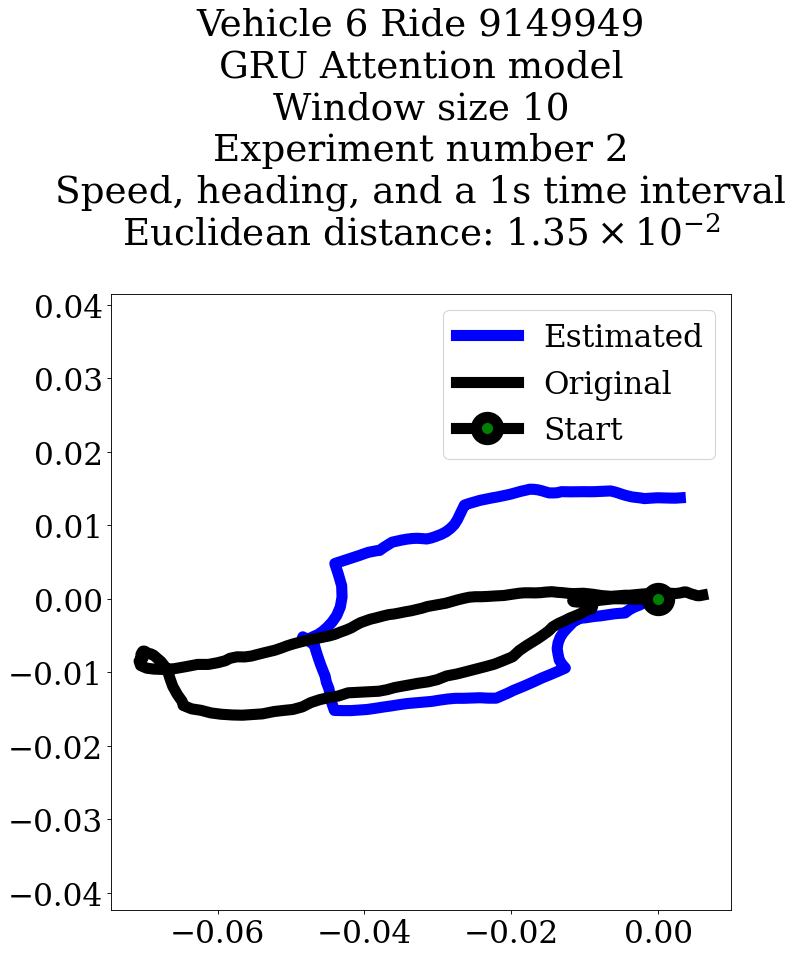 Vehicle 6 Ride 9149949
GRU Attention model
Window size 10
Experiment number 2
Speed, heading, and a 1s time interval
Euclidean distance: 1.35 × 10⁻²
Estimated
Original
Start
0.04
0.03
0.02
0.01
0.00
−0.01
−0.02
−0.03
−0.04
−0.06 −0.04 −0.02 0.00